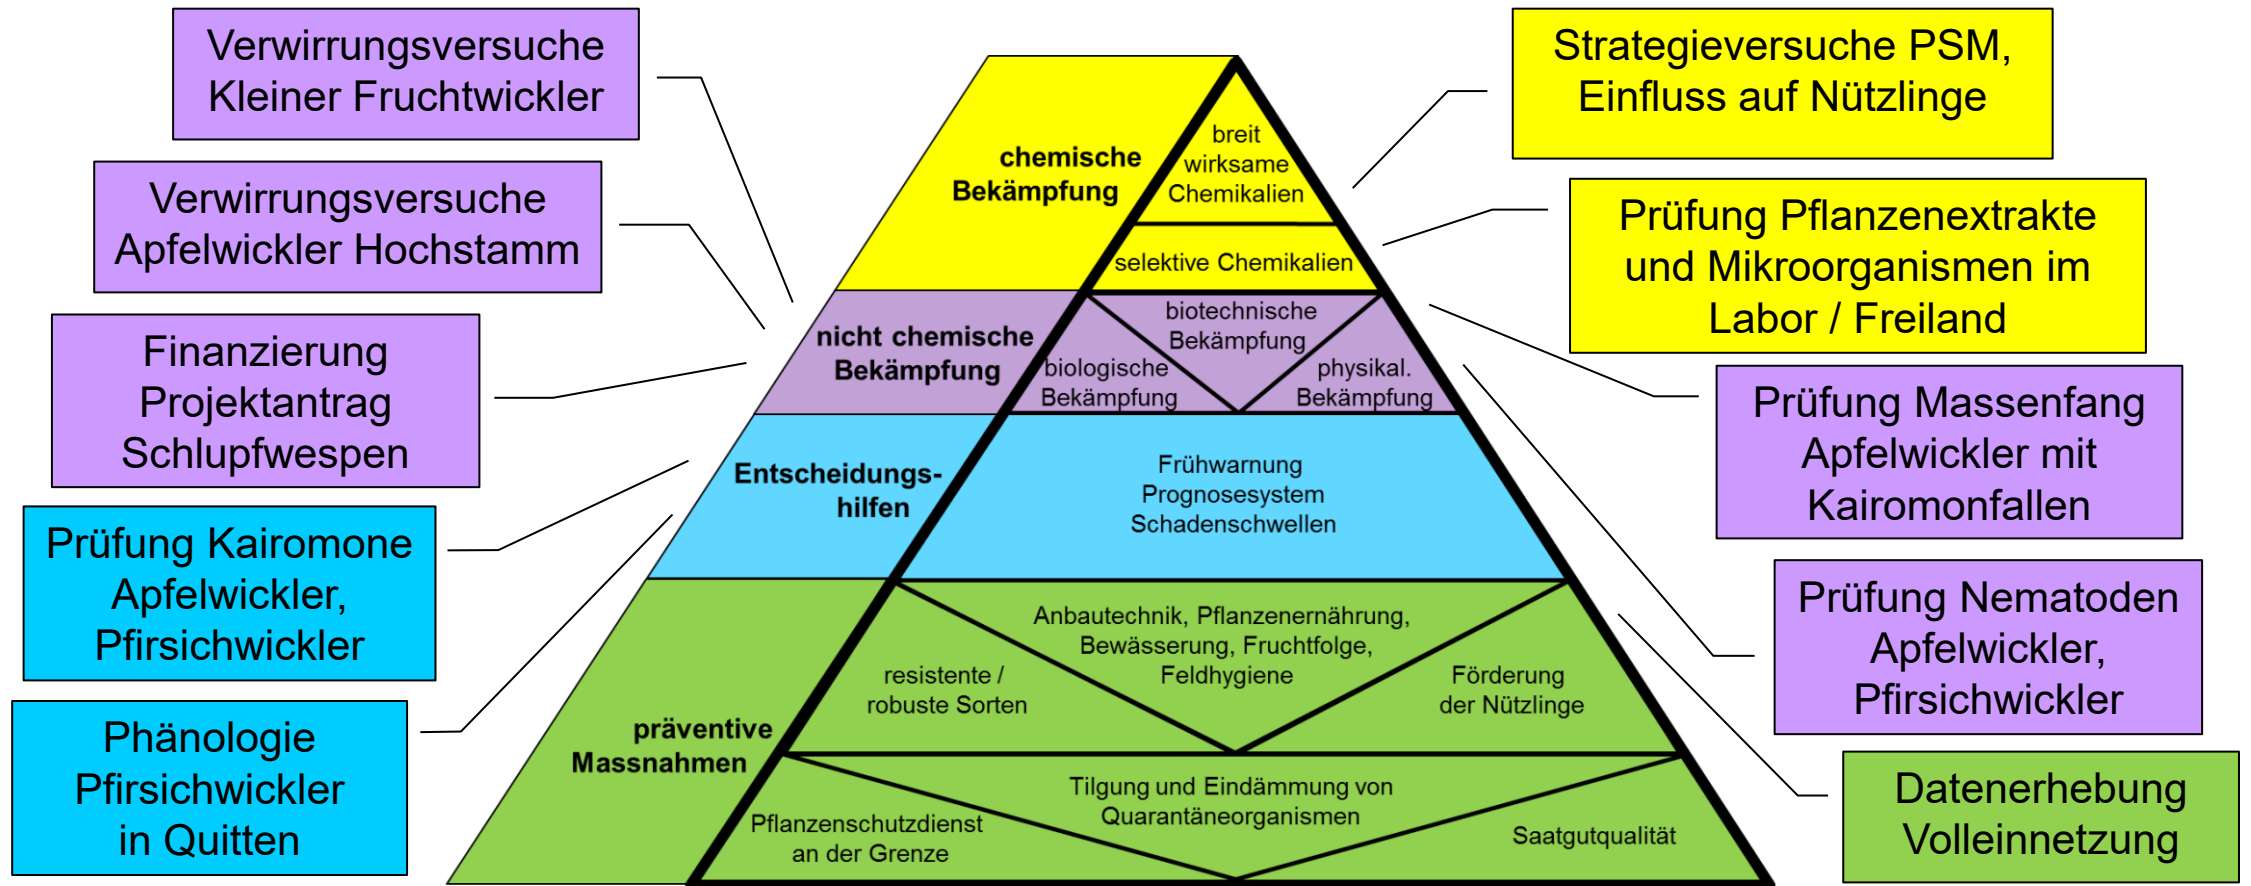 Verwirrungsversuche
Kleiner Fruchtwickler
Verwirrungsversuche
Apfelwickler Hochstamm
Finanzierung
Projektantrag
Schlupfwespen
Prüfung Kairomone
Apfelwickler,
Pfirsichwickler
Phänologie
Pfirsichwickler
in Quitten
chemische
Bekämpfung
nicht chemische
Bekämpfung
Entscheidungs-
hilfen
präventive
Massnahmen
breit
wirksame
Chemikalien
selektive Chemikalien
biotechnische
Bekämpfung
biologische
Bekämpfung
physikal.
Bekämpfung
Frühwarnung
Prognosesystem
Schadenschwellen
Anbautechnik, Pflanzenernährung,
Bewässerung, Fruchtfolge,
Feldhygiene
resistente /
robuste Sorten
Förderung
der Nützlinge
Tilgung und Eindämmung von
Quarantäneorganismen
Pflanzenschutzdienst
an der Grenze
Saatgutqualität
Strategieversuche PSM,
Einfluss auf Nützlinge
Prüfung Pflanzenextrakte
und Mikroorganismen im
Labor / Freiland
Prüfung Massenfang
Apfelwickler mit
Kairomonfallen
Prüfung Nematoden
Apfelwickler,
Pfirsichwickler
Datenerhebung
Volleinnetzung